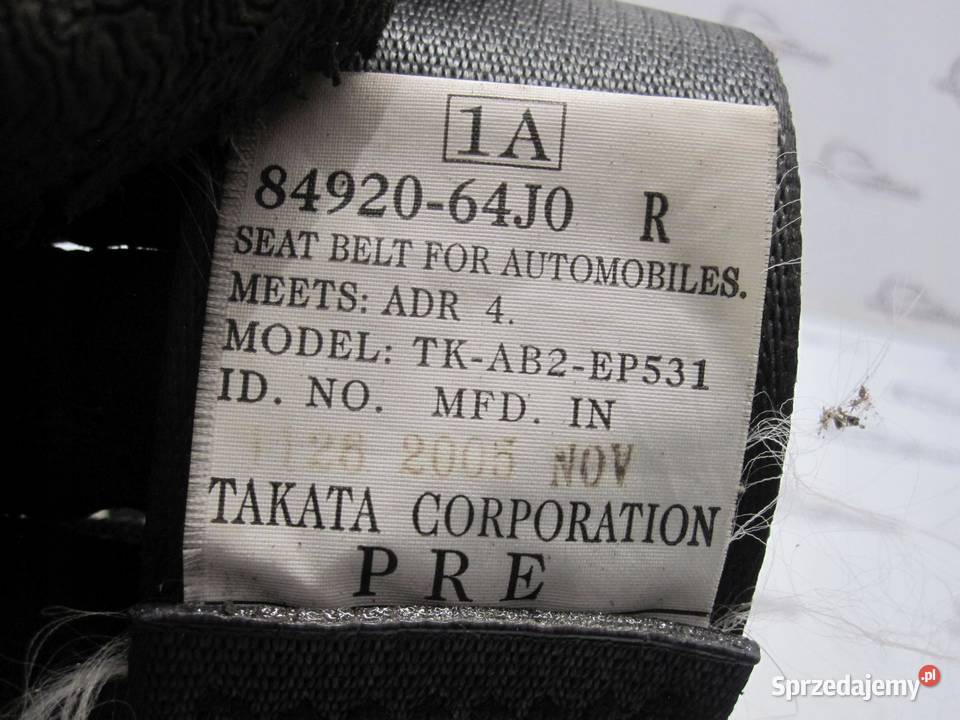 1A
84920-64J0 R
SEAT BELT FOR AUTOMOBILES.
MEETS: ADR 4.
MODEL: TK-AB2-EP531
ID. NO. MFD. IN
1128 2005 NOV
TAKATA CORPORATION
PRE
Sprzedajemy.pl